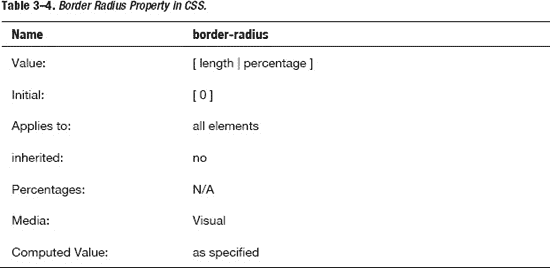 Table 3–4. Border Radius Property in CSS.
Name border-radius
Value: [ length | percentage ]
Initial: [ 0 ]
Applies to: all elements
inherited: no
Percentages: N/A
Media: Visual
Computed Value: as specified